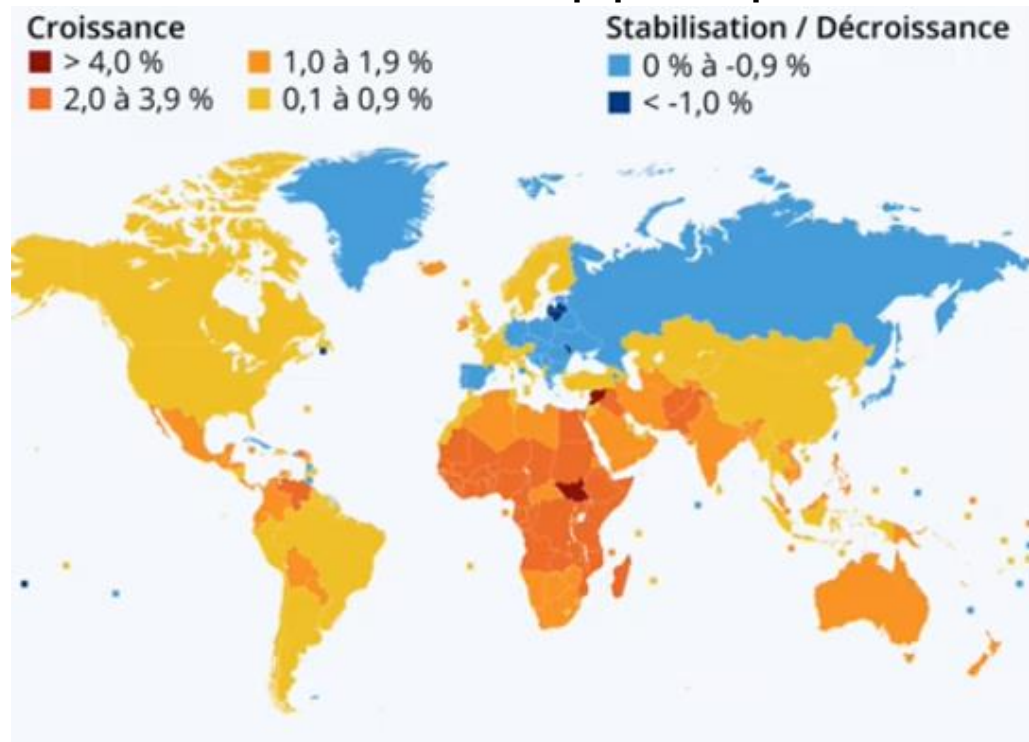 Croissance
> 4,0 %
2,0 à 3,9 %
1,0 à 1,9 %
0,1 à 0,9 %
Stabilisation / Décroissance
0 % à -0,9 %
< -1,0 %